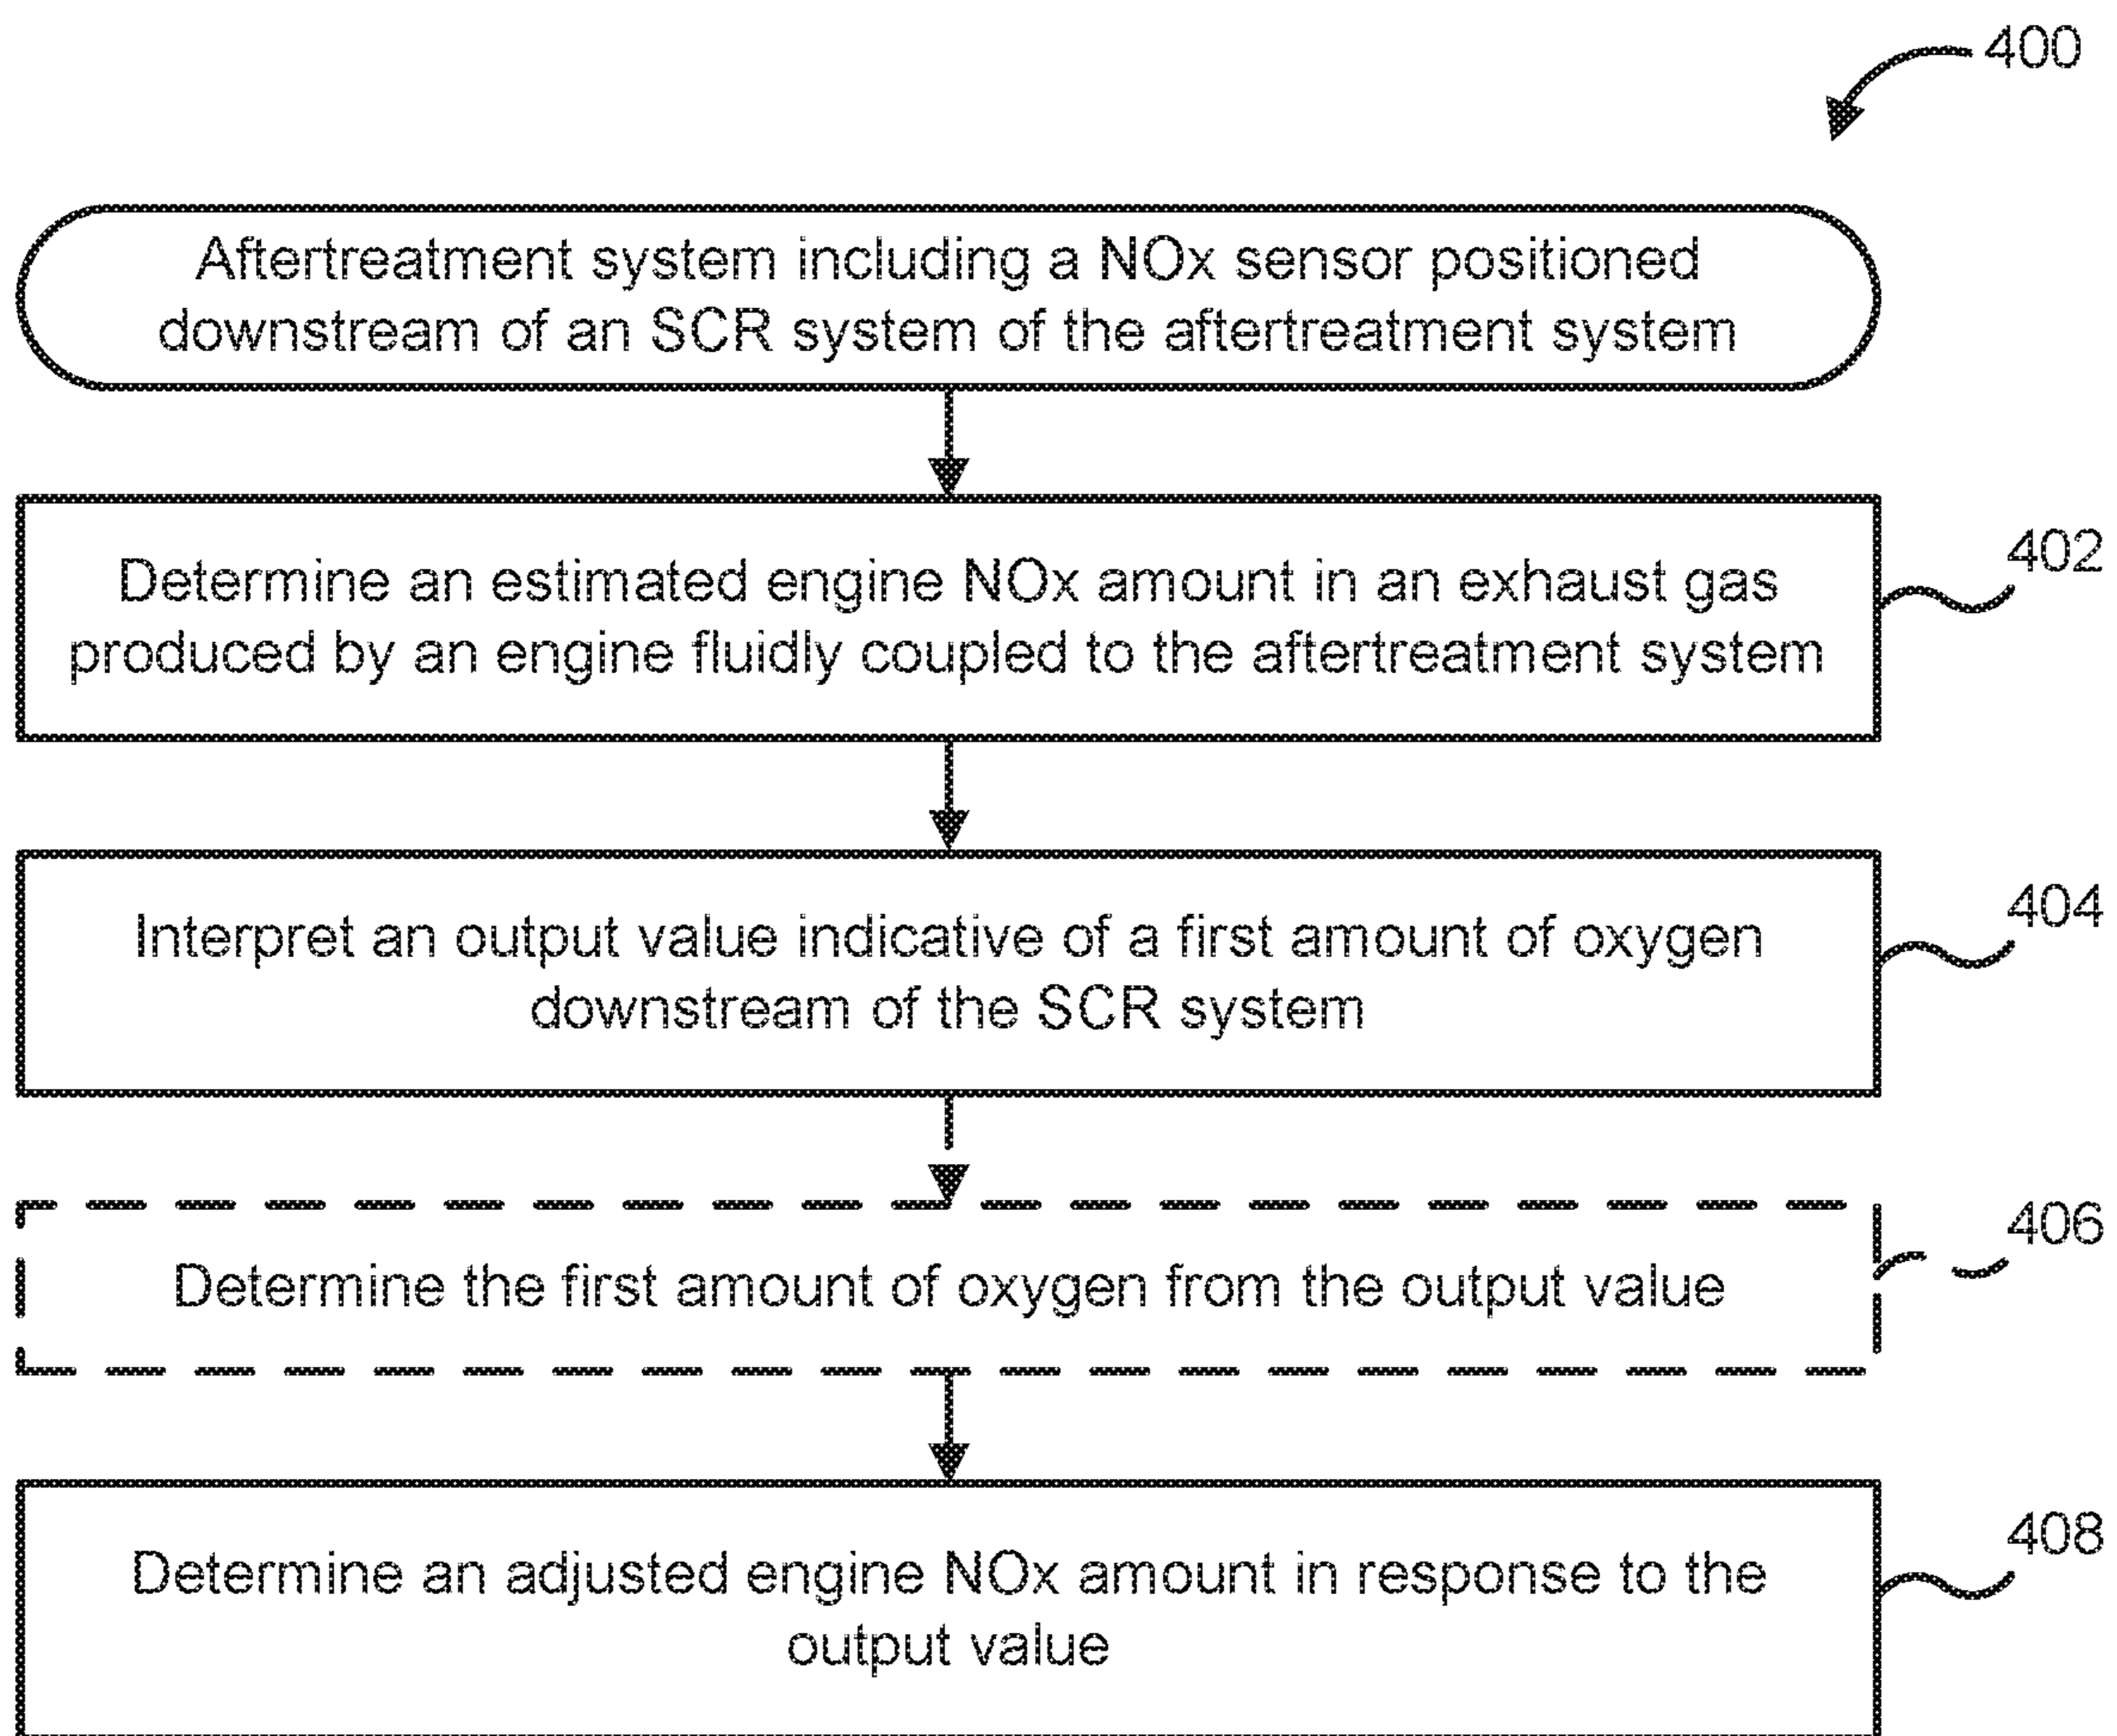 400
Aftertreatment system including a NOx sensor positioned
downstream of an SCR system of the aftertreatment system
402
Determine an estimated engine NOx amount in an exhaust gas
produced by an engine fluidly coupled to the aftertreatment system
404
Interpret an output value indicative of a first amount of oxygen
downstream of the SCR system
406
Determine the first amount of oxygen from the output value
408
Determine an adjusted engine NOx amount in response to the
output value